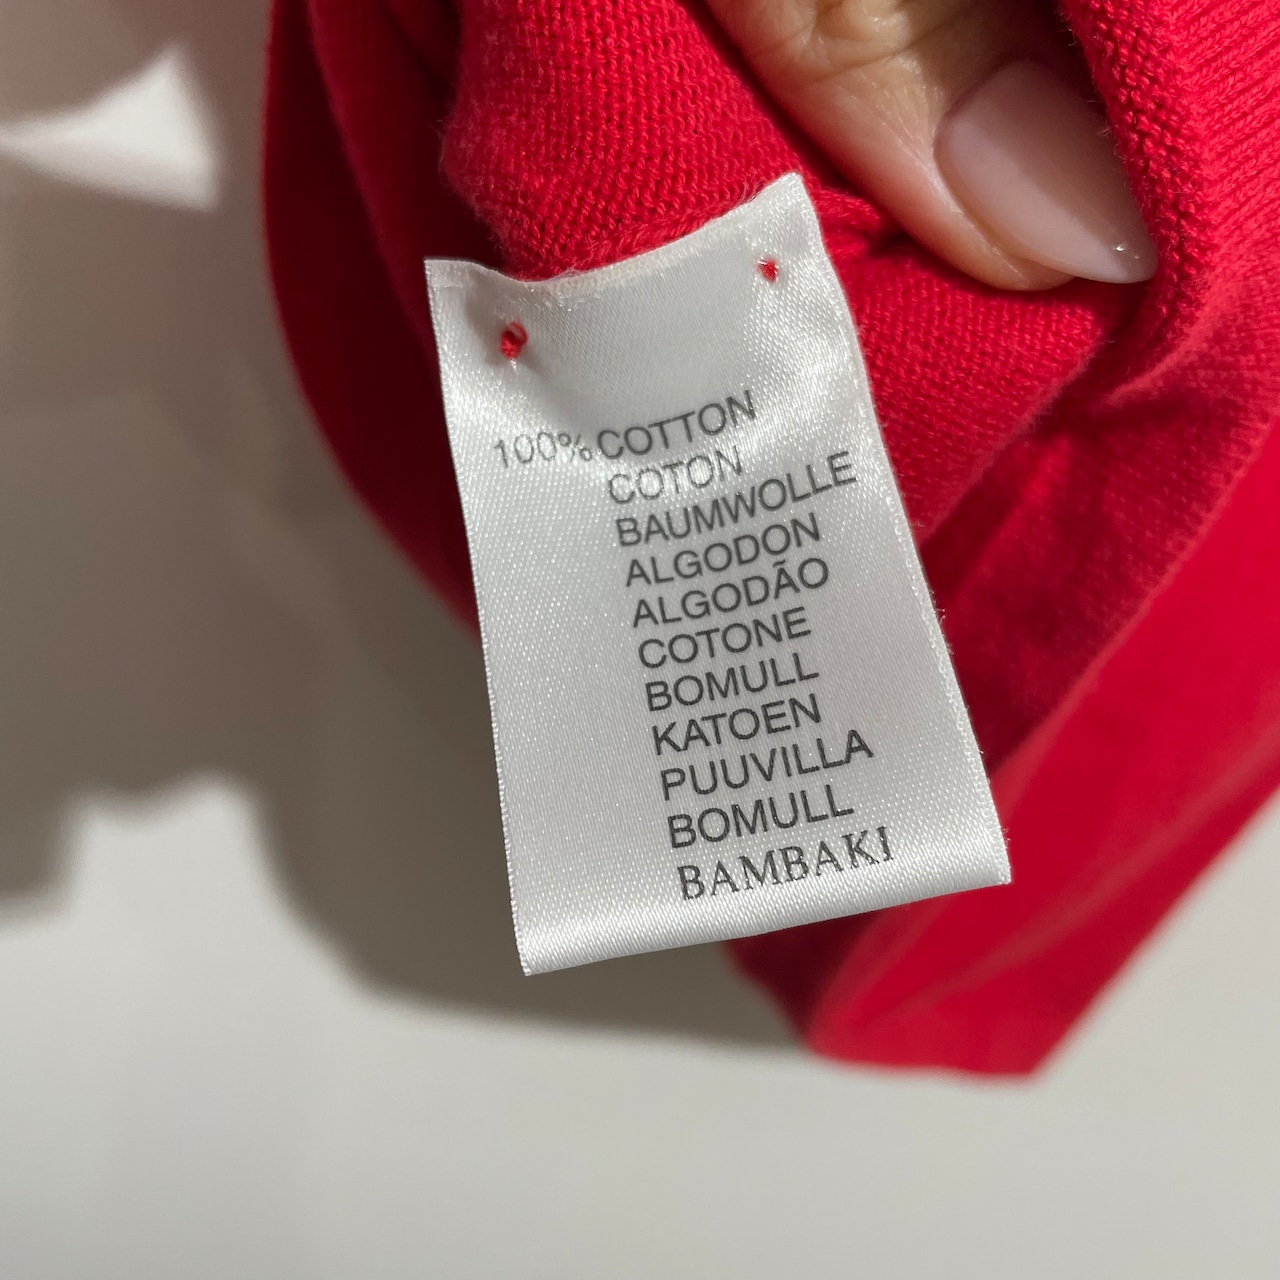 100% COTTON
COTON
BAUMWOLLE
ALGODON
ALGODÃO
COTONE
BOMULL
KATOEN
PUUVILLA
BOMULL
BAMBAKI